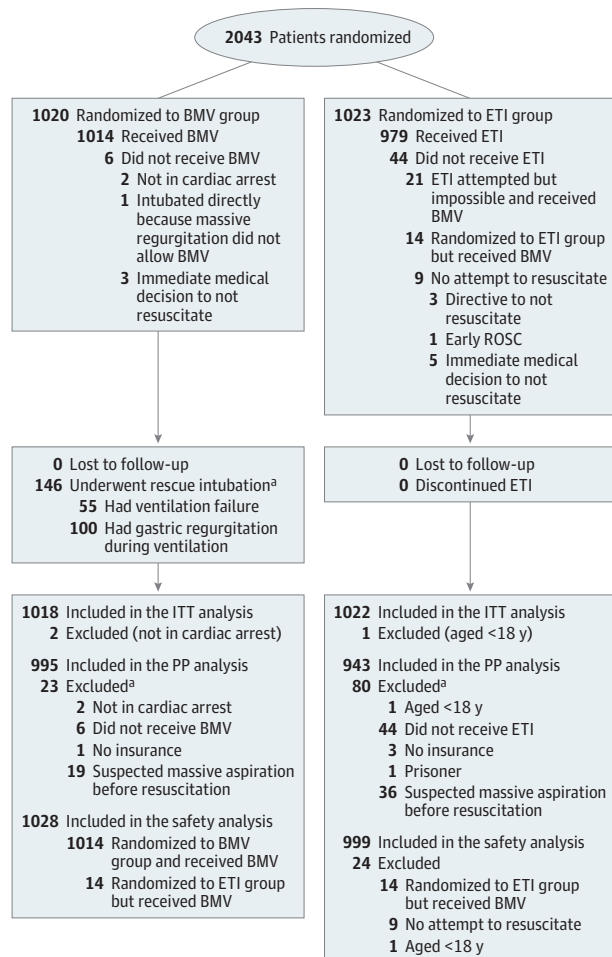 2043 Patients randomized
1020 Randomized to BMV group
1014 Received BMV
6 Did not receive BMV
2 Not in cardiac arrest
1 Intubated directly
because massive
regurgitation did not
allow BMV
3 Immediate medical
decision to not
resuscitate
1023 Randomized to ETI group
979 Received ETI
44 Did not receive ETI
21 ETI attempted but
impossible and received
BMV
14 Randomized to ETI group
but received BMV
9 No attempt to resuscitate
3 Directive to not
resuscitate
1 Early ROSC
5 Immediate medical
decision to not
resuscitate
0 Lost to follow-up
146 Underwent rescue intubationa
55 Had ventilation failure
100 Had gastric regurgitation
during ventilation
0 Lost to follow-up
0 Discontinued ETI
1018 Included in the ITT analysis
2 Excluded (not in cardiac arrest)
995 Included in the PP analysis
23 Excludeda
2 Not in cardiac arrest
6 Did not receive BMV
1 No insurance
19 Suspected massive aspiration
before resuscitation
1028 Included in the safety analysis
1014 Randomized to BMV
group and received BMV
14 Randomized to ETI group
but received BMV
1022 Included in the ITT analysis
1 Excluded (aged <18 y)
943 Included in the PP analysis
80 Excludeda
1 Aged <18 y
44 Did not receive ETI
3 No insurance
1 Prisoner
36 Suspected massive aspiration
before resuscitation
999 Included in the safety analysis
24 Excluded
14 Randomized to ETI group
but received BMV
9 No attempt to resuscitate
1 Aged <18 y